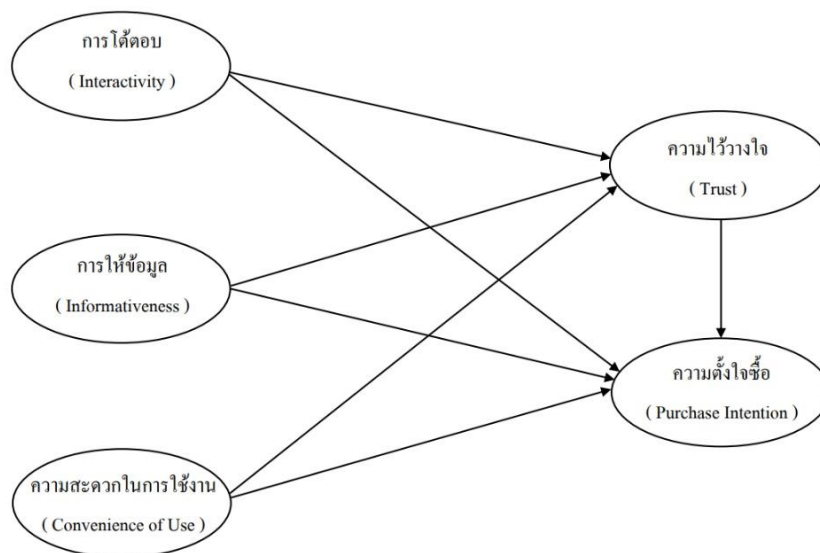 การโต้ตอบ
( Interactivity )
ความไว้วางใจ
( Trust )
การให้ข้อมูล
( Informativeness )
ความตั้งใจซื้อ
( Purchase Intention )
ความสะดวกในการใช้งาน
( Convenience of Use )